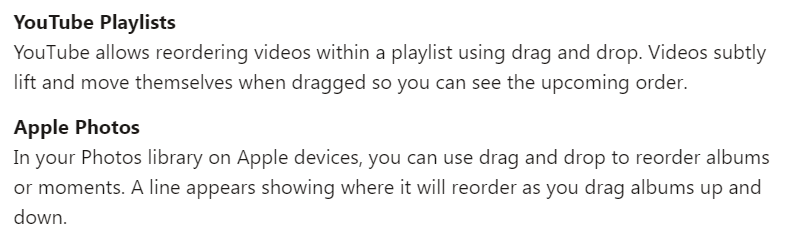 YouTube Playlists
YouTube allows reordering videos within a playlist using drag and drop. Videos subtly
lift and move themselves when dragged so you can see the upcoming order.
Apple Photos
In your Photos library on Apple devices, you can use drag and drop to reorder albums
or moments. A line appears showing where it will reorder as you drag albums up and
down.